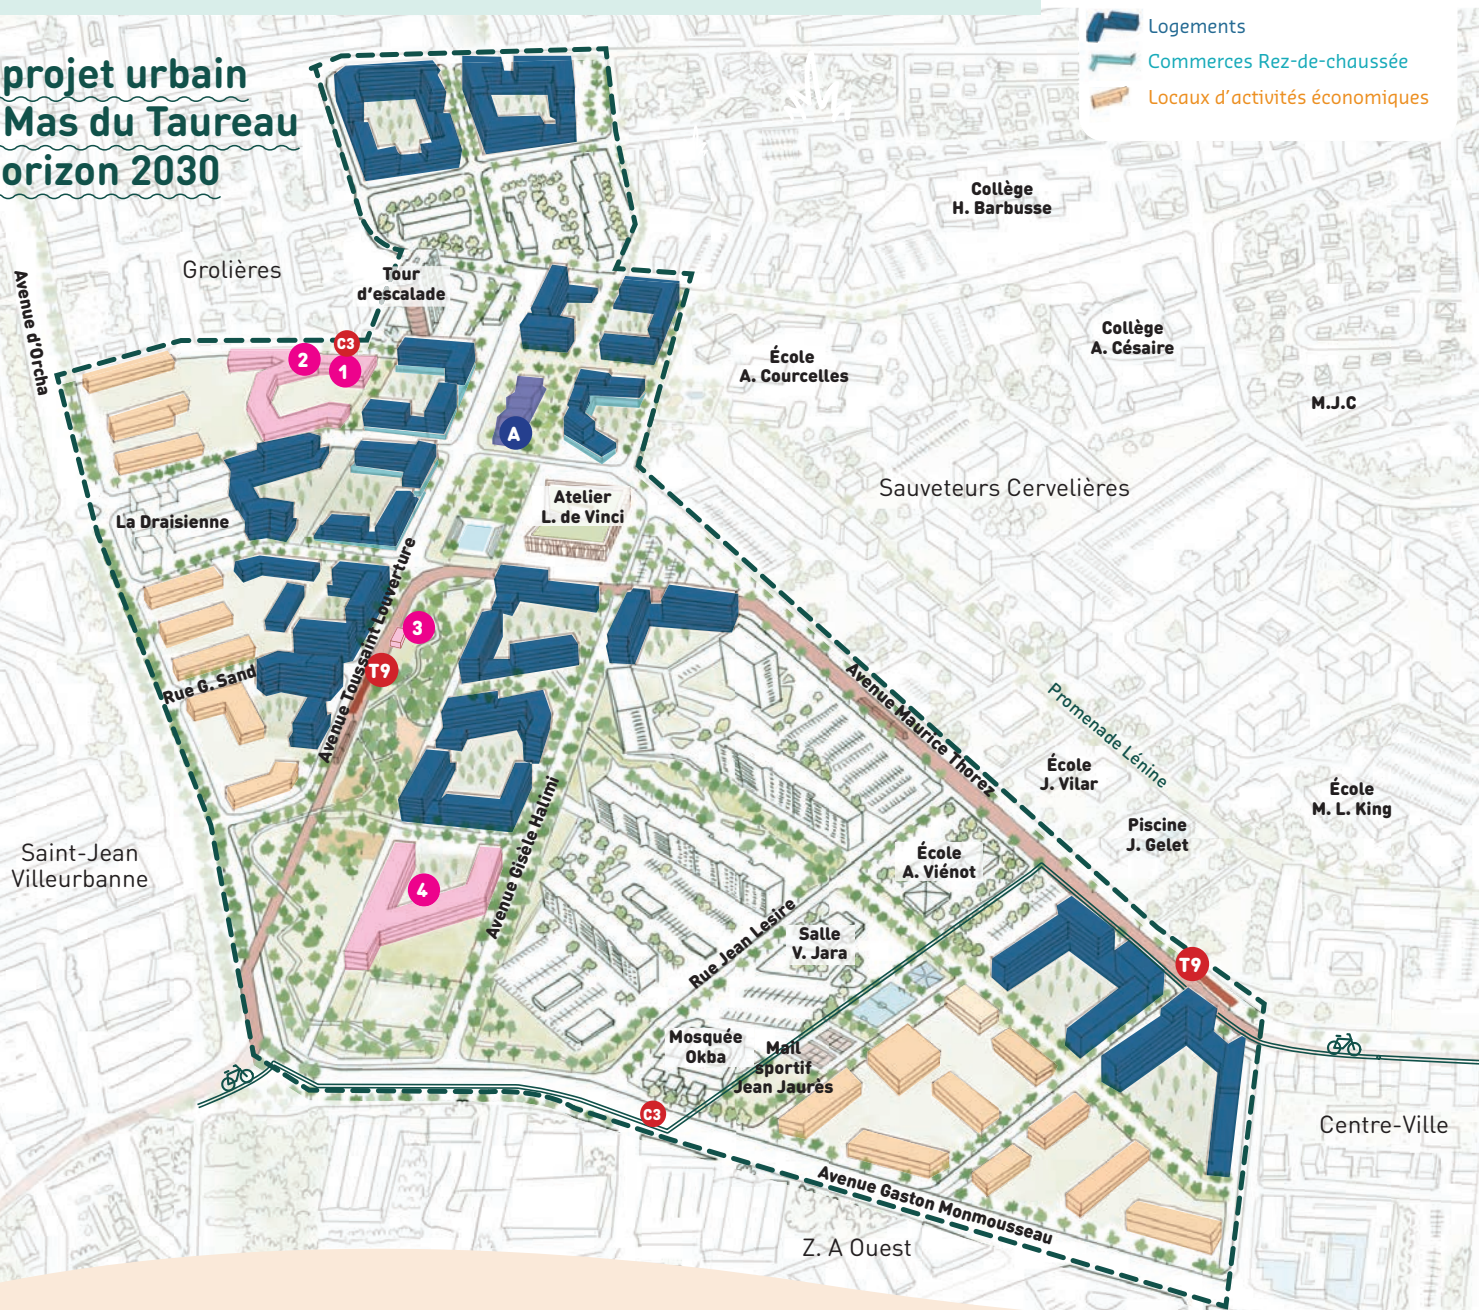 projet urbain
Mas du Taureau
orizon 2030
Logements
Commerces Rez-de-chaussée
Locaux d'activités économiques
Collège
H. Barbusse
Grolières
Tour
d'escalade
Avenue d'Orcha
C3
2
1
Collège
A. Césaire
École
A. Courcelles
M.J.C
A
Sauveteurs Cervelières
Atelier
L. de Vinci
La Draisienne
Avenue Toussaint Louverture
3
T9
Rue G. Sand
Avenue Maurice Thorez
Promenade Lénine
École
J. Vilar
École
M. L. King
Piscine
J. Gelet
Saint-Jean
Villeurbanne
Avenue Gisèle Halimi
École
A. Viénot
4
Rue Jean Lesire
Salle
V. Jara
T9
Mosquée
Okba
Mail
sportif
Jean Jaurès
C3
Centre-Ville
Avenue Gaston Monmousseau
Z. A Ouest